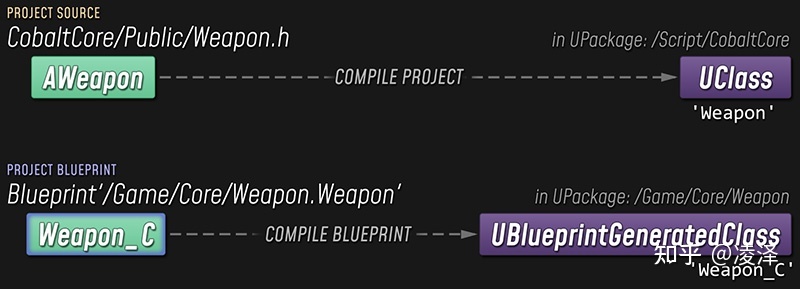 PROJECT SOURCE
CobaltCore/Public/Weapon.h
in UPackage: /Script/CobaltCore
AWeapon
COMPILE PROJECT
UClass
'Weapon'
PROJECT BLUEPRINT
Blueprint'/Game/Core/Weapon.Weapon'
in UPackage: /Game/Core/Weapon
Weapon_C
COMPILE BLUEPRINT
UBlueprintGeneratedClass
知乎 @凌泽
'Weapon_C'